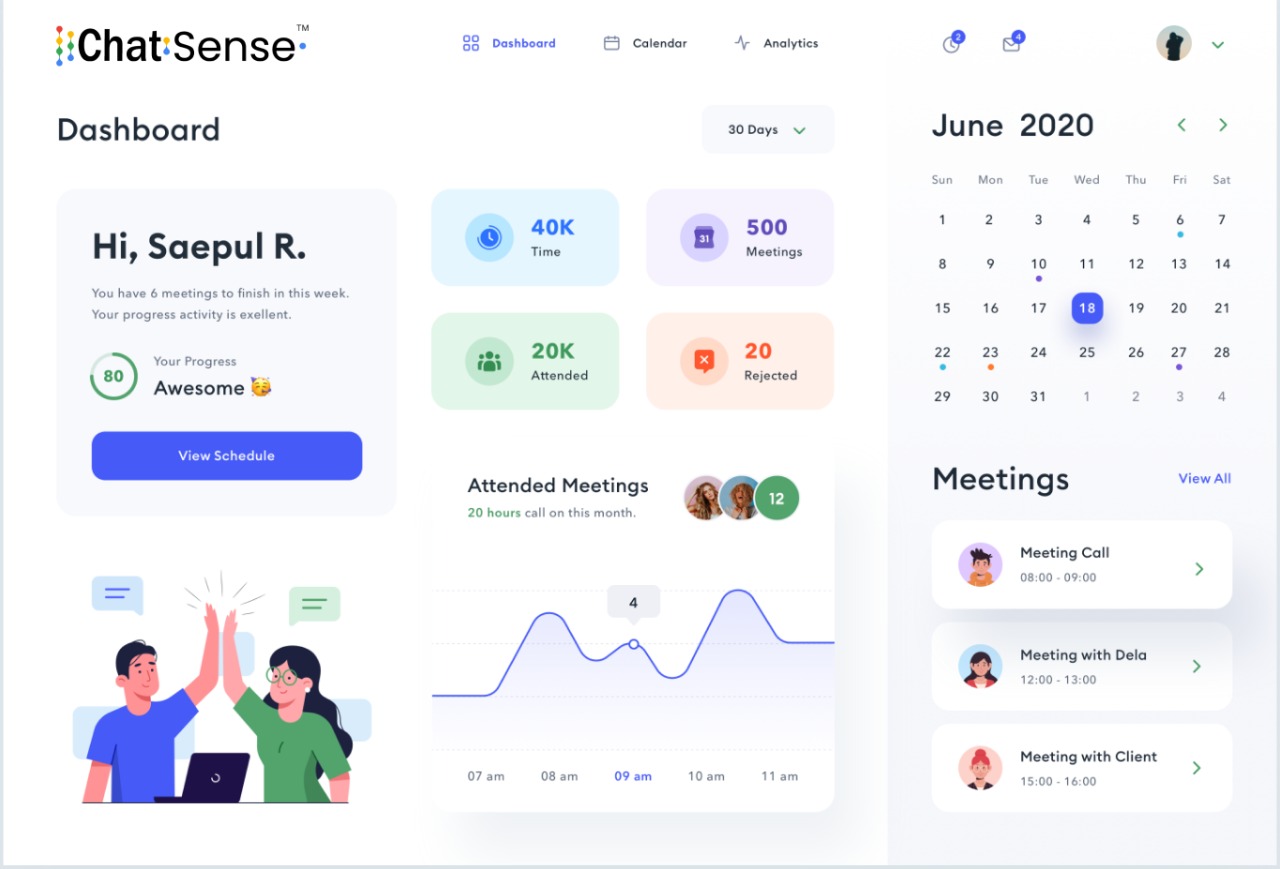 Chat Sense™
Dashboard
Calendar
Analytics
2
4
Dashboard
30 Days
Hi, Saepul R.
You have 6 meetings to finish in this week.
Your progress activity is exellent.
80
Your Progress
Awesome 🥳
View Schedule
40K
Time
31
500
Meetings
20K
Attended
20
Rejected
Attended Meetings
20 hours call on this month.
12
4
07 am 08 am 09 am 10 am 11 am
June 2020
Sun Mon Tue Wed Thu Fri Sat
1 2 3 4 5 6 7
8 9 10 11 12 13 14
15 16 17 18 19 20 21
22 23 24 25 26 27 28
29 30 31 1 2 3 4
Meetings
View All
Meeting Call
08:00 - 09:00
Meeting with Dela
12:00 - 13:00
Meeting with Client
15:00 - 16:00